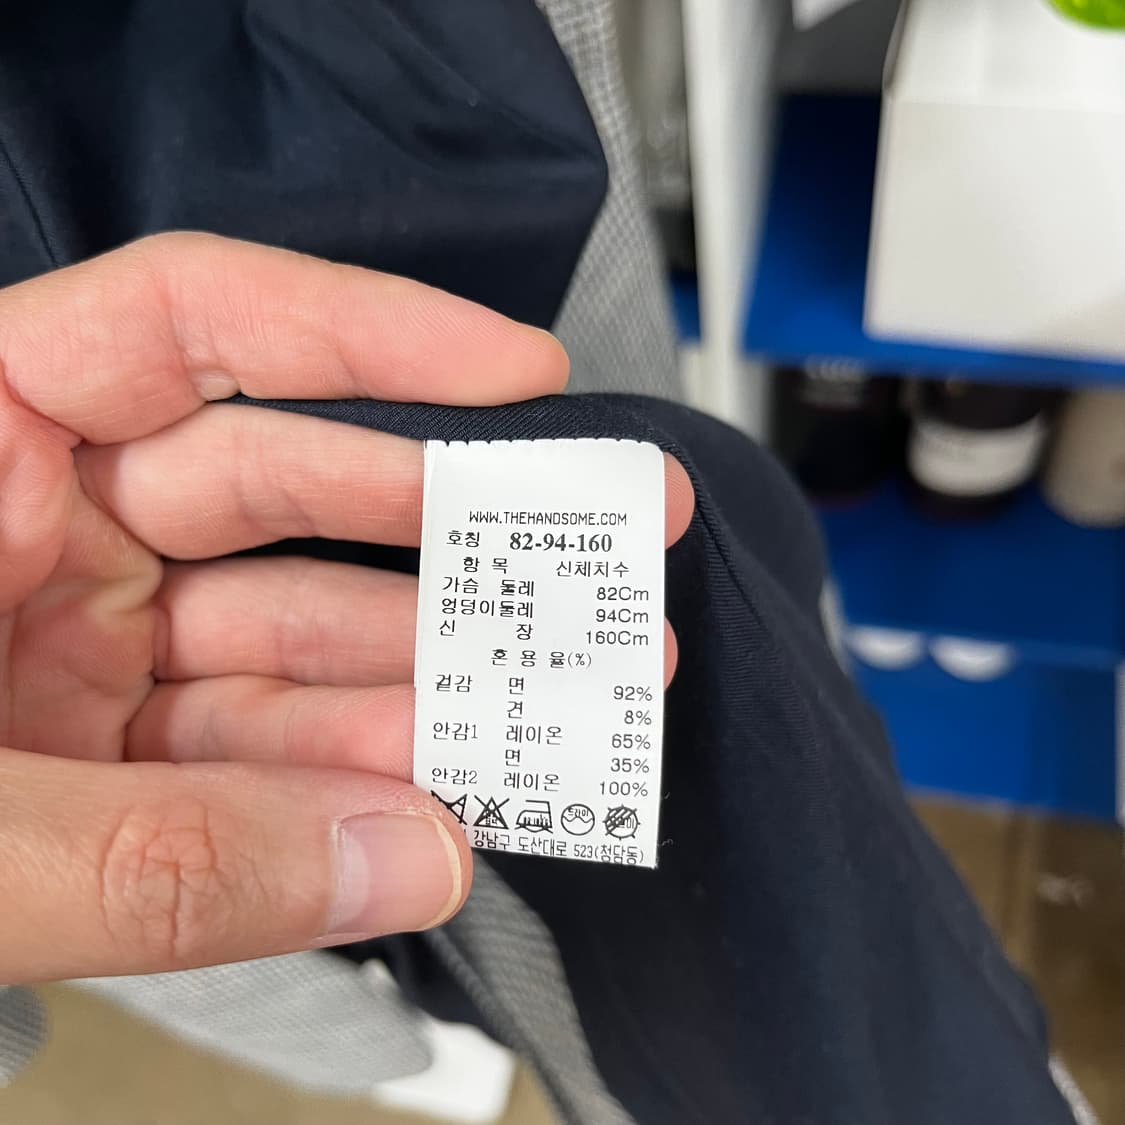 WWW.THEHANDSOME.COM
호칭 82-94-160
항 목 신체치수
가슴 둘레 82Cm
엉덩이둘레 94Cm
신 장 160Cm
혼 용 율(%)
겉감 면 92%
견 8%
안감1 레이온 65%
면 35%
안감2 레이온 100%
드라이
강남구 도산대로 523(청담동)